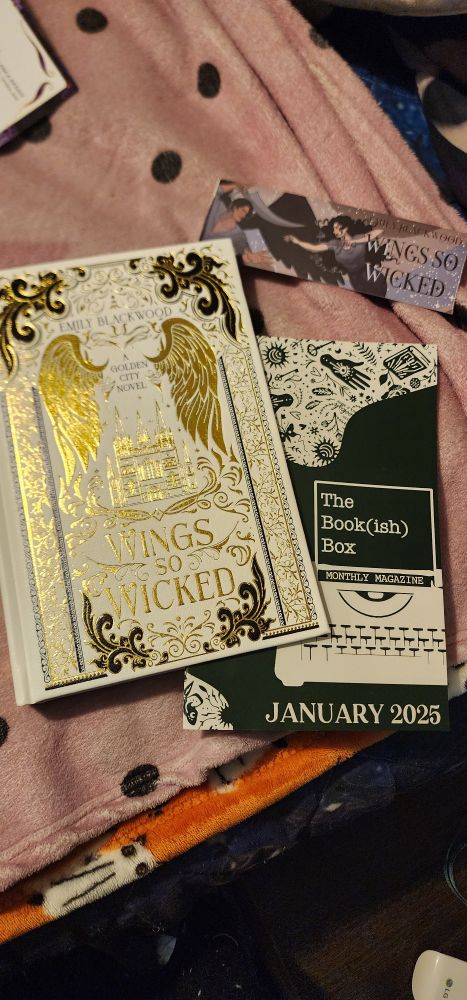 EMILY BLACKWOOD
WINGS SO
WICKED
EMILY BLACKWOOD
A
GOLDEN
CITY
NOVEL
WINGS
SO
WICKED
The
Book(ish)
Box
MONTHLY MAGAZINE
JANUARY 2025
LG